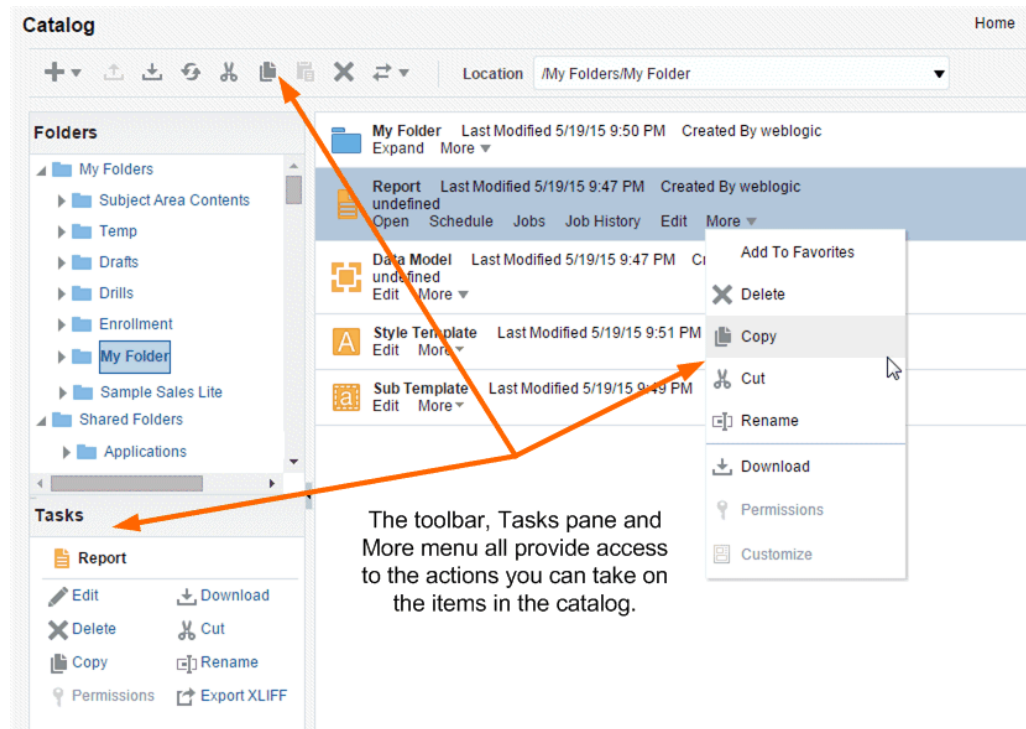 Catalog
Home
Location /My Folders/My Folder
Folders
My Folders
Subject Area Contents
Temp
Drafts
Drills
Enrollment
My Folder
Sample Sales Lite
Shared Folders
Applications
My Folder Last Modified 5/19/15 9:50 PM Created By weblogic
Expand More
Report Last Modified 5/19/15 9:47 PM Created By weblogic
undefined
Open Schedule Jobs Job History Edit More
Data Model Last Modified 5/19/15 9:47 PM
undefined
Edit More
Style Template Last Modified 5/19/15 9:51 PM
Edit More
Sub Template Last Modified 5/19/15 9:49 PM
Edit More
Add To Favorites
Delete
Copy
Cut
Rename
Download
Permissions
Customize
Tasks
Report
Edit Download
Delete Cut
Copy Rename
Permissions Export XLIFF
The toolbar, Tasks pane and
More menu all provide access
to the actions you can take on
the items in the catalog.